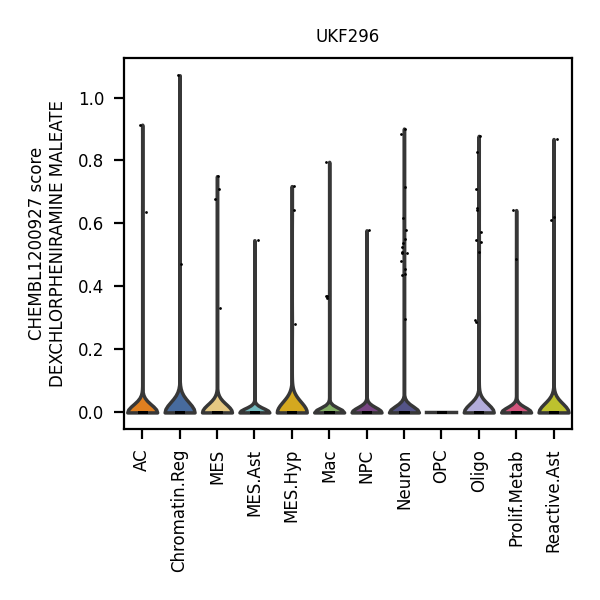 UKF296
CHEMBL1200927 score
DEXCHLORPHENIRAMINE MALEATE
1.0
0.8
0.6
0.4
0.2
0.0
AC
Chromatin.Reg
MES
MES.Ast
MES.Hyp
Mac
NPC
Neuron
OPC
Oligo
Prolif.Metab
Reactive.Ast